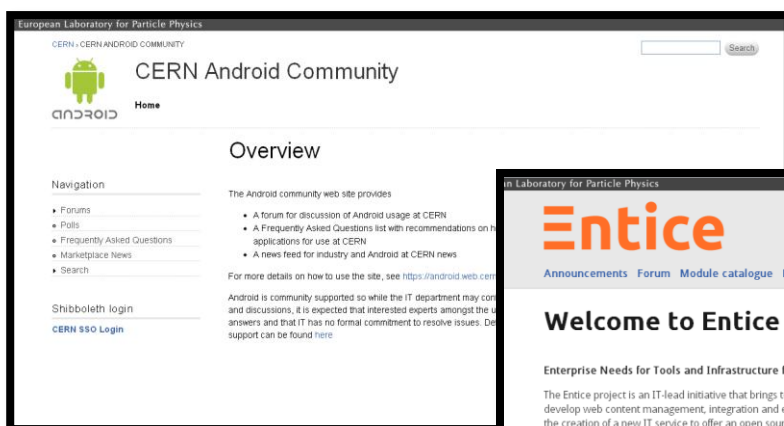 European Laboratory for Particle Physics
CERN › CERN ANDROID COMMUNITY
Search
CERN Android Community
ANDROID
Home
Overview
Navigation
Forums
Polls
Frequently Asked Questions
Marketplace News
Search
Shibboleth login
CERN SSO Login
The Android community web site provides
A forum for discussion of Android usage at CERN
A Frequently Asked Questions list with recommendations on
applications for use at CERN
A news feed for industry and Android at CERN news
For more details on how to use the site, see https://android.web.cern
Android is community supported so while the IT department may
and discussions, it is expected that interested experts amongst the
answers and that IT has no formal commitment to resolve issues.
support can be found here
Laboratory for Particle Physics
Entice
Announcements Forum Module catalogue
Welcome to Entice
Enterprise Needs for Tools and Infrastructure
The Entice project is an IT-lead initiative that brings
develop web content management, integration and
the creation of a new IT service to offer an open